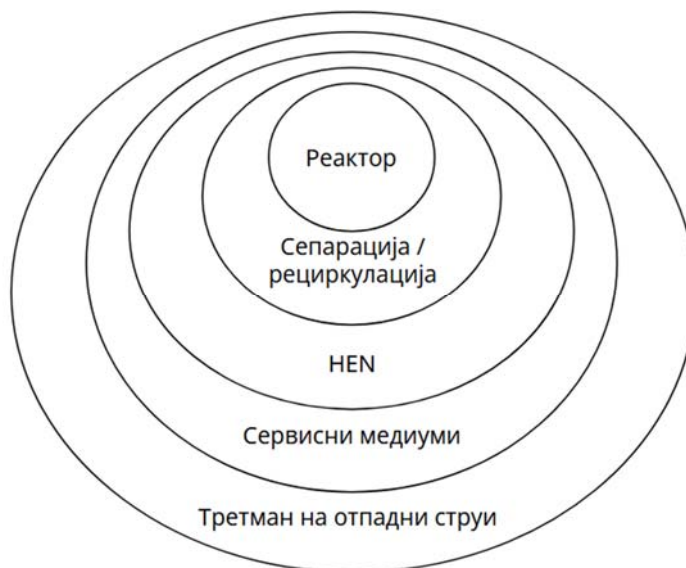 Реактор
Сепарација /
рециркулација
HEN
Сервисни медиуми
Третман на отпадни струи